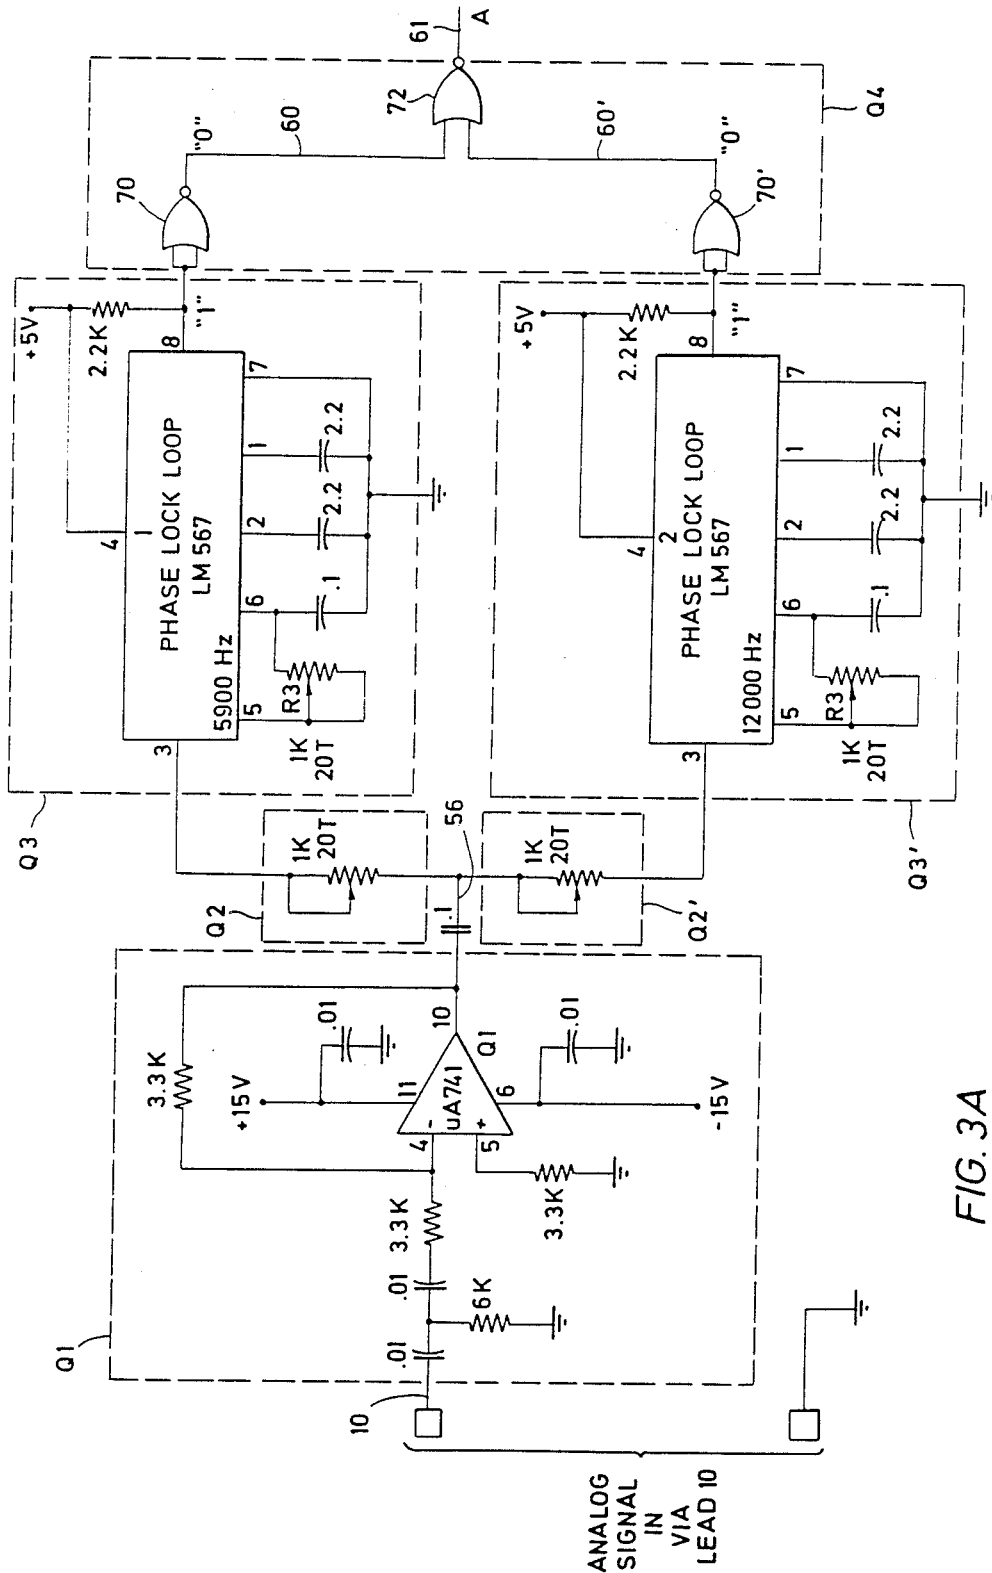 Q3
+5V
2.2K
"1"
4
8
1
PHASE LOCK LOOP
LM 567
5900 Hz
3
5
6
2
1
7
R3
1K
20T
.1
2.2
2.2
70
"0"
60
72
61
A
60'
"0"
70'
Q4
Q2
1K
20T
56
.1
1K
20T
Q2'
+5V
2.2K
"1"
4
8
2
PHASE LOCK LOOP
LM 567
12000 Hz
3
5
6
2
1
7
R3
1K
20T
.1
2.2
2.2
Q3'
Q1
3.3K
+15V
.01
11
10
4
-
uA741
Q1
+
5
6
.01
-15V
3.3K
3.3K
.01
6K
.01
10
ANALOG
SIGNAL
IN
VIA
LEAD 10
FIG. 3A